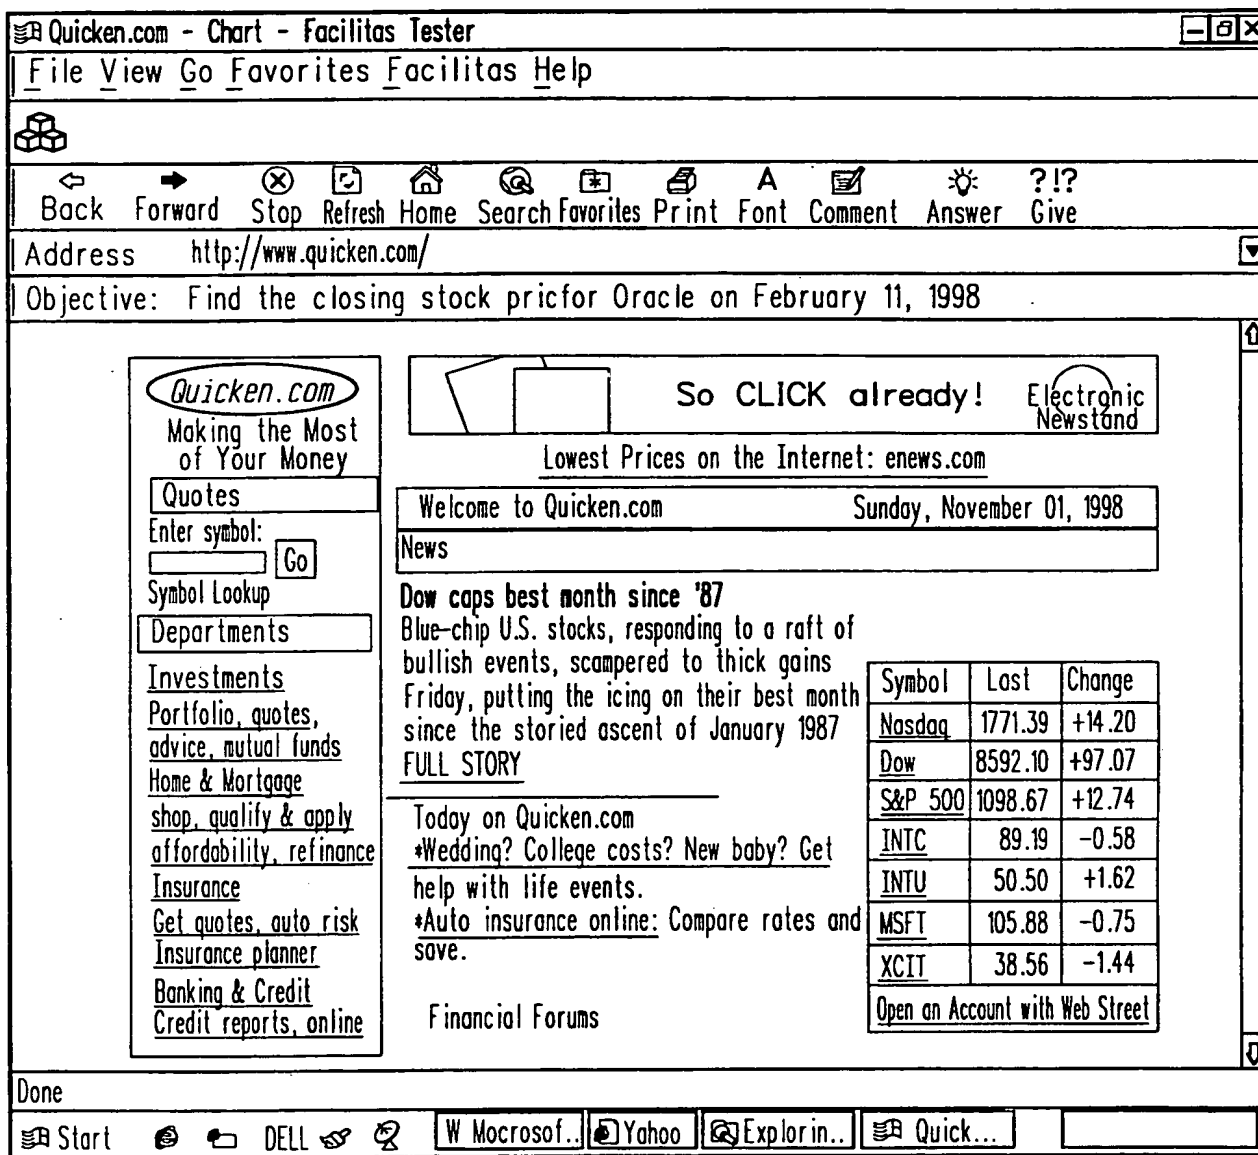 Quicken.com - Chart - Facilitas Tester
File View Go Favorites Facilitas Help
Back Forward Stop Refresh Home Search Favorites Print Font Comment Answer Give
A ?!?
Address http://www.quicken.com/
Objective: Find the closing stock pricfor Oracle on February 11, 1998
Quicken.com
Making the Most
of Your Money
Quotes
Enter symbol:
Go
Symbol Lookup
Departments
Investments
Portfolio, quotes,
advice, mutual funds
Home & Mortgage
shop, qualify & apply
affordability, refinance
Insurance
Get quotes, auto risk
Insurance planner
Banking & Credit
Credit reports, online
So CLICK already!
Electronic
Newstand
Lowest Prices on the Internet: enews.com
Welcome to Quicken.com Sunday, November 01, 1998
News
Dow caps best month since '87
Blue-chip U.S. stocks, responding to a raft of
bullish events, scampered to thick gains
Friday, putting the icing on their best month
since the storied ascent of January 1987
FULL STORY
Today on Quicken.com
*Wedding? College costs? New baby? Get
help with life events.
*Auto insurance online: Compare rates and
save.
Financial Forums
Symbol Last Change
Nasdaq 1771.39 +14.20
Dow 8592.10 +97.07
S&P 500 1098.67 +12.74
INTC 89.19 -0.58
INTU 50.50 +1.62
MSFT 105.88 -0.75
XCIT 38.56 -1.44
Open an Account with Web Street
Done
Start DELL W Mocrosof.. Yahoo Explorin.. Quick...